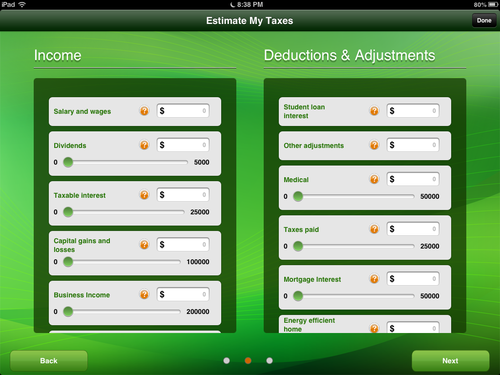 iPad 8:38 PM 80%
Estimate My Taxes Done
Income
Salary and wages ? $ 0
Dividends ? $ 0
0 5000
Taxable interest ? $ 0
0 25000
Capital gains and
losses ? $ 0
0 100000
Business Income ? $ 0
0 200000
Deductions & Adjustments
Student loan
interest ? $ 0
Other adjustments ? $ 0
Medical ? $ 0
0 50000
Taxes paid ? $ 0
0 25000
Mortgage Interest ? $ 0
0 50000
Energy efficient
home ? $ 0
Back Next